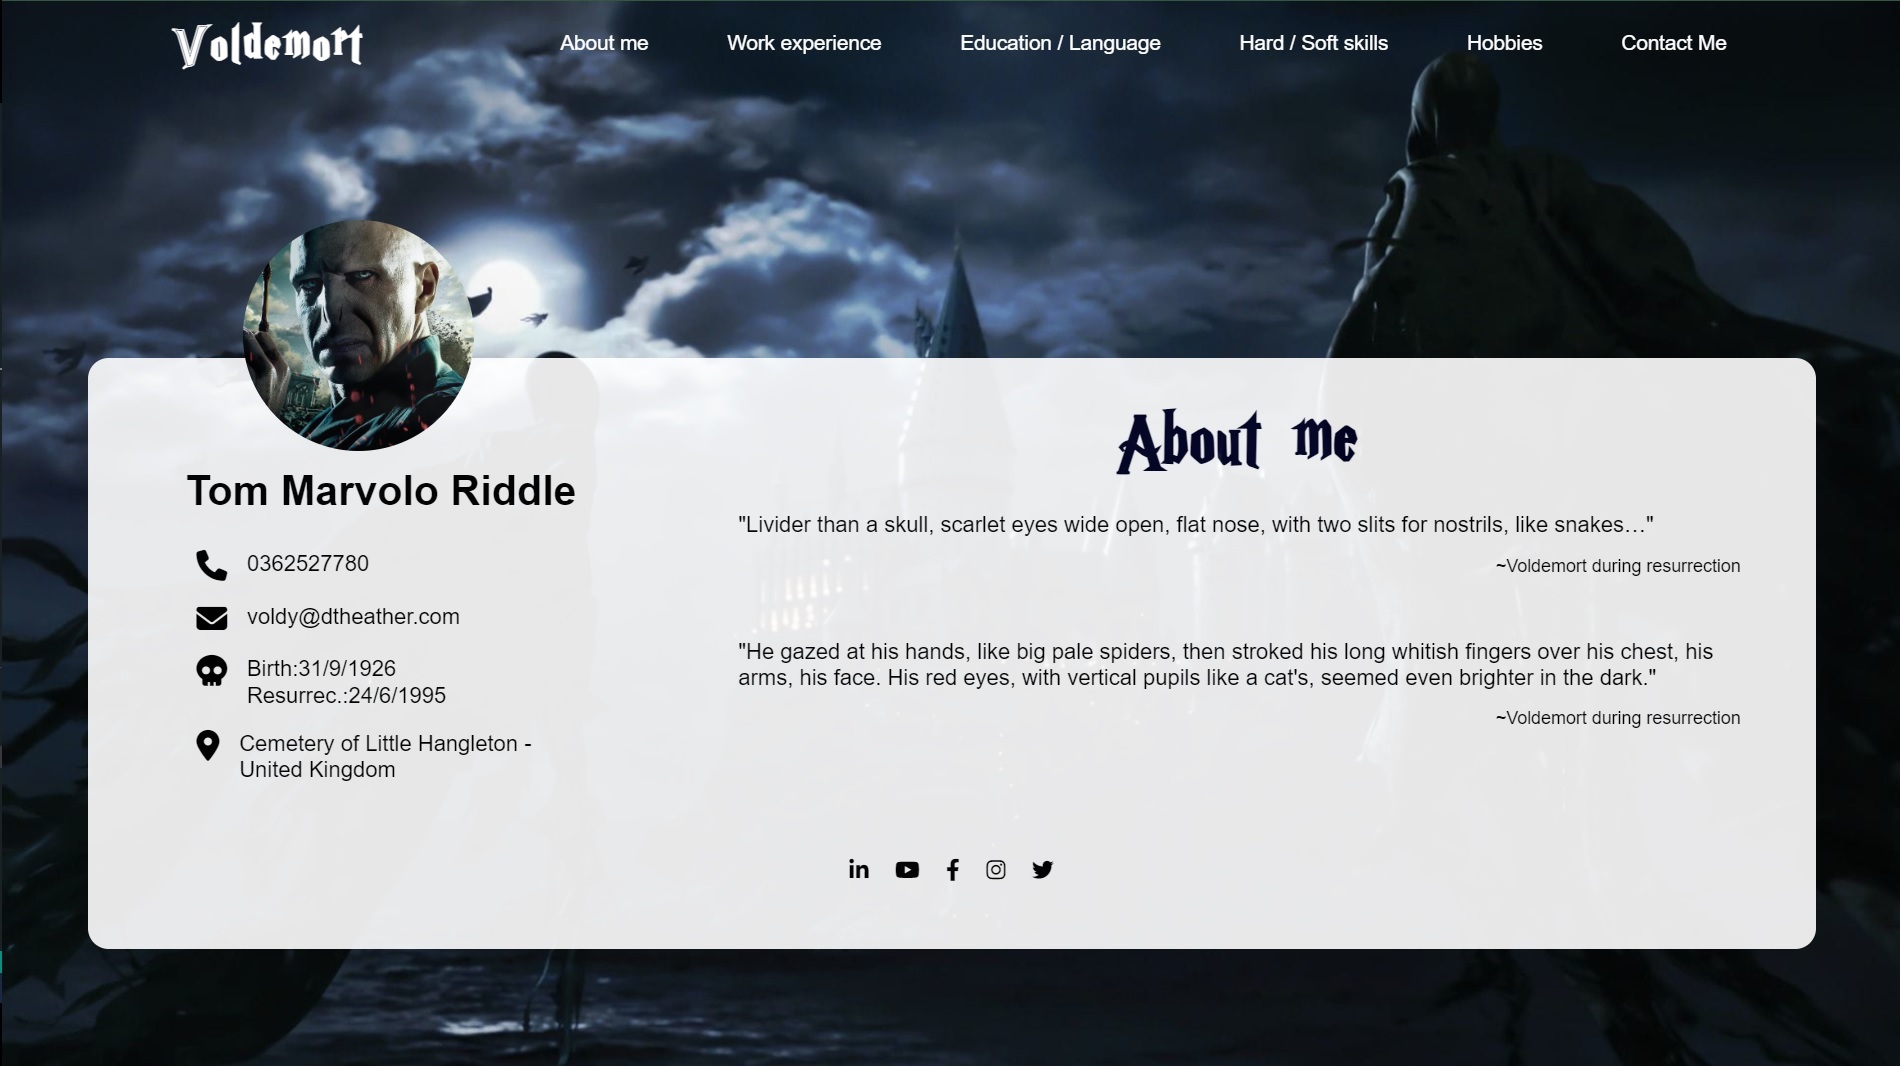 Voldemort
About me
Work experience
Education / Language
Hard / Soft skills
Hobbies
Contact Me
Tom Marvolo Riddle
0362527780
voldy@dtheather.com
Birth:31/9/1926
Resurrec.:24/6/1995
Cemetery of Little Hangleton -
United Kingdom
About me
"Livider than a skull, scarlet eyes wide open, flat nose, with two slits for nostrils, like snakes…"
~Voldemort during resurrection
"He gazed at his hands, like big pale spiders, then stroked his long whitish fingers over his chest, his
arms, his face. His red eyes, with vertical pupils like a cat's, seemed even brighter in the dark."
~Voldemort during resurrection